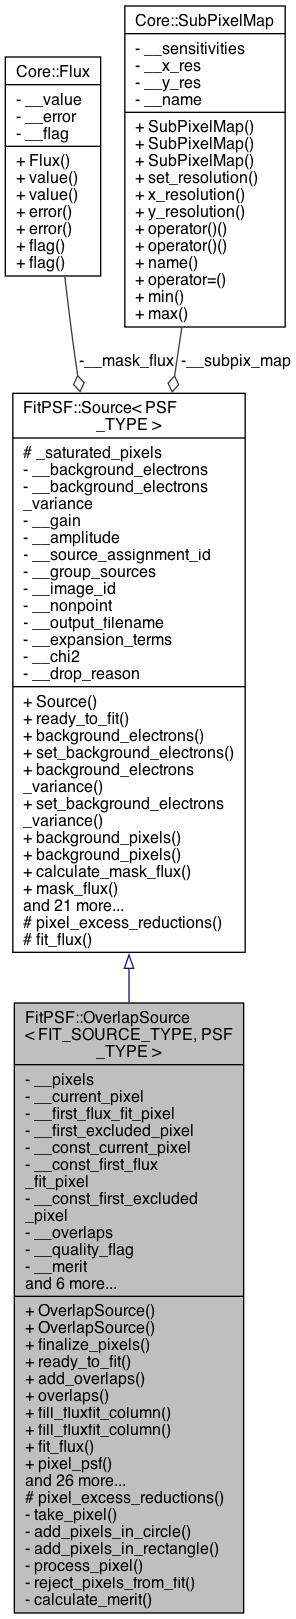 Core::SubPixelMap
- __sensitivities
- __x_res
- __y_res
- __name
+ SubPixelMap()
+ SubPixelMap()
+ SubPixelMap()
+ set_resolution()
+ x_resolution()
+ y_resolution()
+ operator()()
+ operator()()
+ name()
+ operator=()
+ min()
+ max()
Core::Flux
- __value
- __error
- __flag
+ Flux()
+ value()
+ value()
+ error()
+ error()
+ flag()
+ flag()
-__mask_flux
-__subpix_map
FitPSF::Source< PSF
_TYPE >
# _saturated_pixels
- __background_electrons
- __background_electrons
_variance
- __gain
- __amplitude
- __source_assignment_id
- __group_sources
- __image_id
- __nonpoint
- __output_filename
- __expansion_terms
- __chi2
- __drop_reason
+ Source()
+ ready_to_fit()
+ background_electrons()
+ set_background_electrons()
+ background_electrons
_variance()
+ set_background_electrons
_variance()
+ background_pixels()
+ background_pixels()
+ calculate_mask_flux()
+ mask_flux()
and 21 more...
# pixel_excess_reductions()
# fit_flux()
FitPSF::OverlapSource
< FIT_SOURCE_TYPE, PSF
_TYPE >
- __pixels
- __current_pixel
- __first_flux_fit_pixel
- __first_excluded_pixel
- __const_current_pixel
- __const_first_flux
_fit_pixel
- __const_first_excluded
_pixel
- __overlaps
- __quality_flag
- __merit
and 6 more...
+ OverlapSource()
+ OverlapSource()
+ finalize_pixels()
+ ready_to_fit()
+ add_overlaps()
+ overlaps()
+ fill_fluxfit_column()
+ fill_fluxfit_column()
+ fit_flux()
+ pixel_psf()
and 26 more...
# pixel_excess_reductions()
- take_pixel()
- add_pixels_in_circle()
- add_pixels_in_rectangle()
- process_pixel()
- reject_pixels_from_fit()
- calculate_merit()